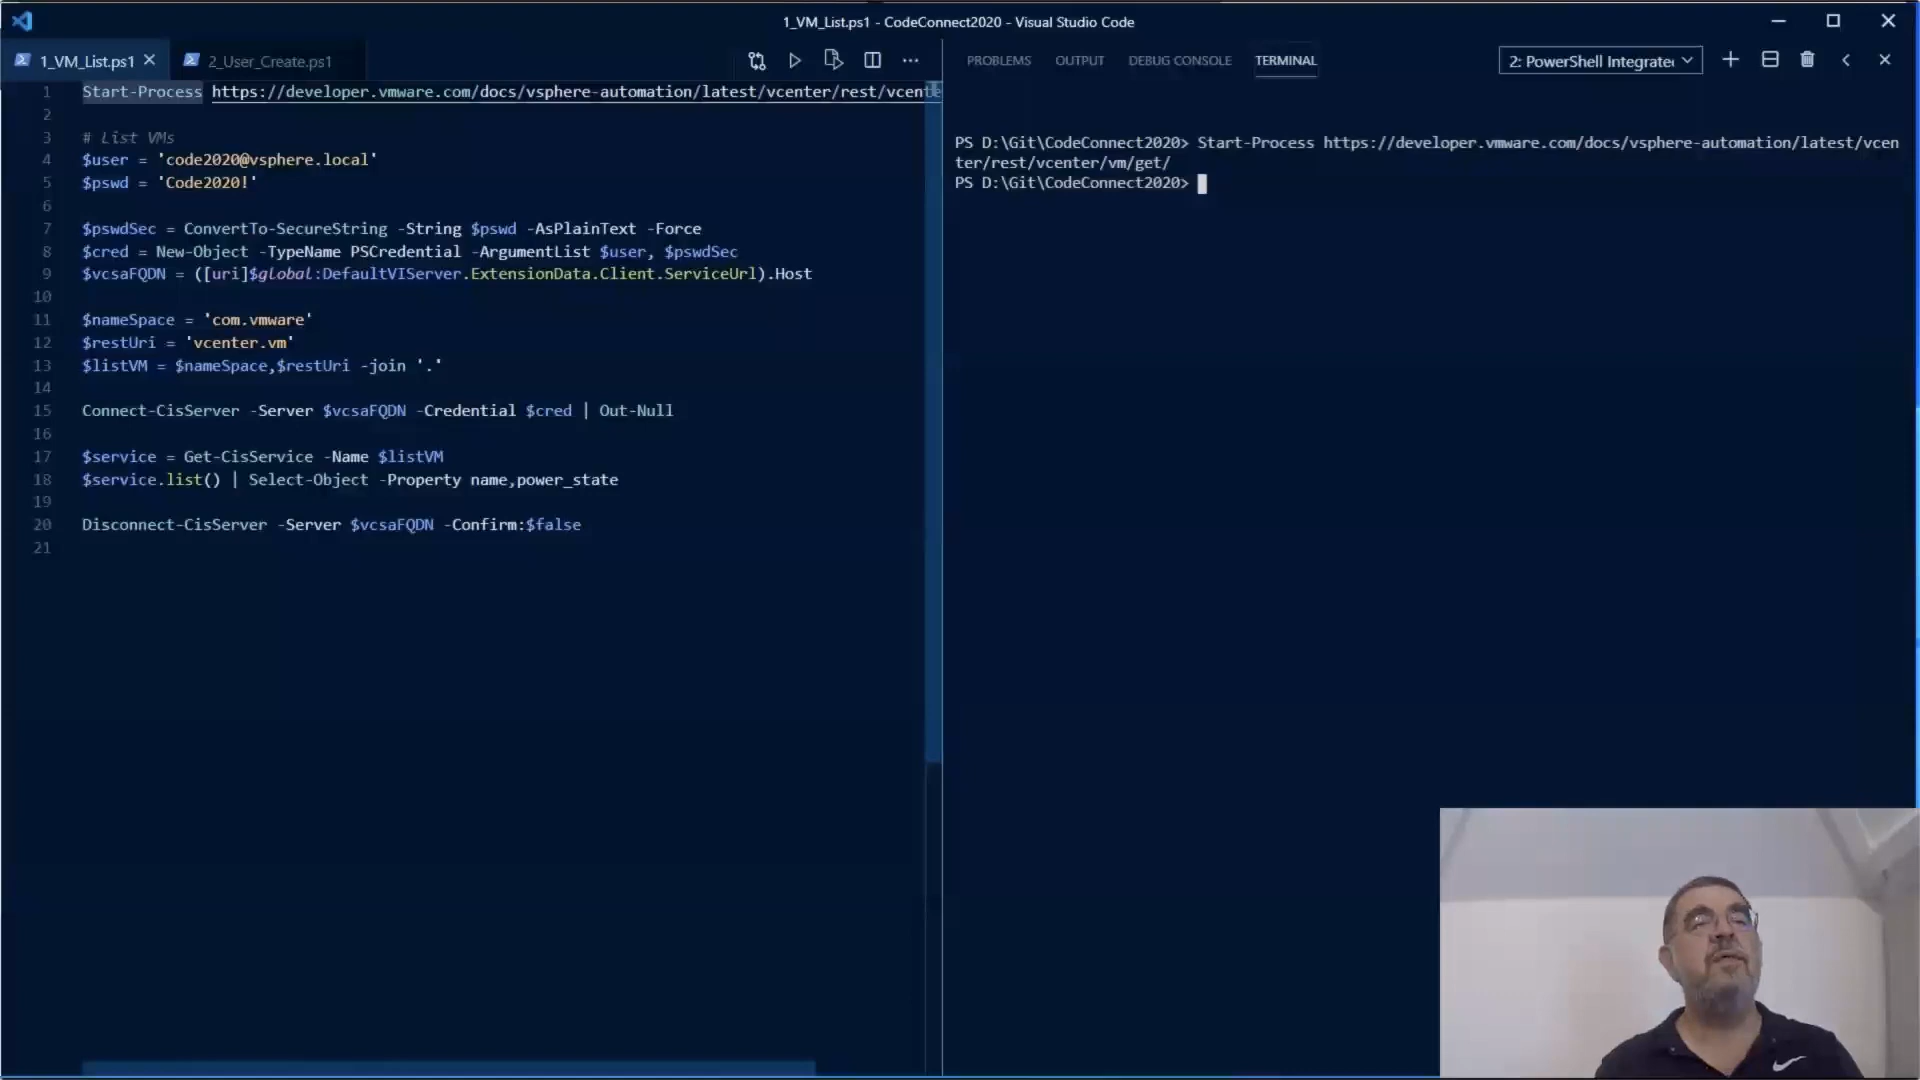 1_VM_List.ps1 - CodeConnect2020 - Visual Studio Code
1_VM_List.ps1
2_User_Create.ps1
PROBLEMS OUTPUT DEBUG CONSOLE TERMINAL
2: PowerShell Integrate
1 Start-Process https://developer.vmware.com/docs/vsphere-automation/latest/vcenter/rest/vcente
2
3 # List VMs
4 $user = 'code2020@vsphere.local'
5 $pswd = 'Code2020!'
6
7 $pswdSec = ConvertTo-SecureString -String $pswd -AsPlainText -Force
8 $cred = New-Object -TypeName PSCredential -ArgumentList $user, $pswdSec
9 $vcsaFQDN = ([uri]$global:DefaultVIServer.ExtensionData.Client.ServiceUrl).Host
10
11 $nameSpace = 'com.vmware'
12 $restUri = 'vcenter.vm'
13 $listVM = $nameSpace,$restUri -join '.'
14
15 Connect-CisServer -Server $vcsaFQDN -Credential $cred | Out-Null
16
17 $service = Get-CisService -Name $listVM
18 $service.list() | Select-Object -Property name,power_state
19
20 Disconnect-CisServer -Server $vcsaFQDN -Confirm:$false
21
PS D:\Git\CodeConnect2020> Start-Process https://developer.vmware.com/docs/vsphere-automation/latest/vcen
ter/rest/vcenter/vm/get/
PS D:\Git\CodeConnect2020>